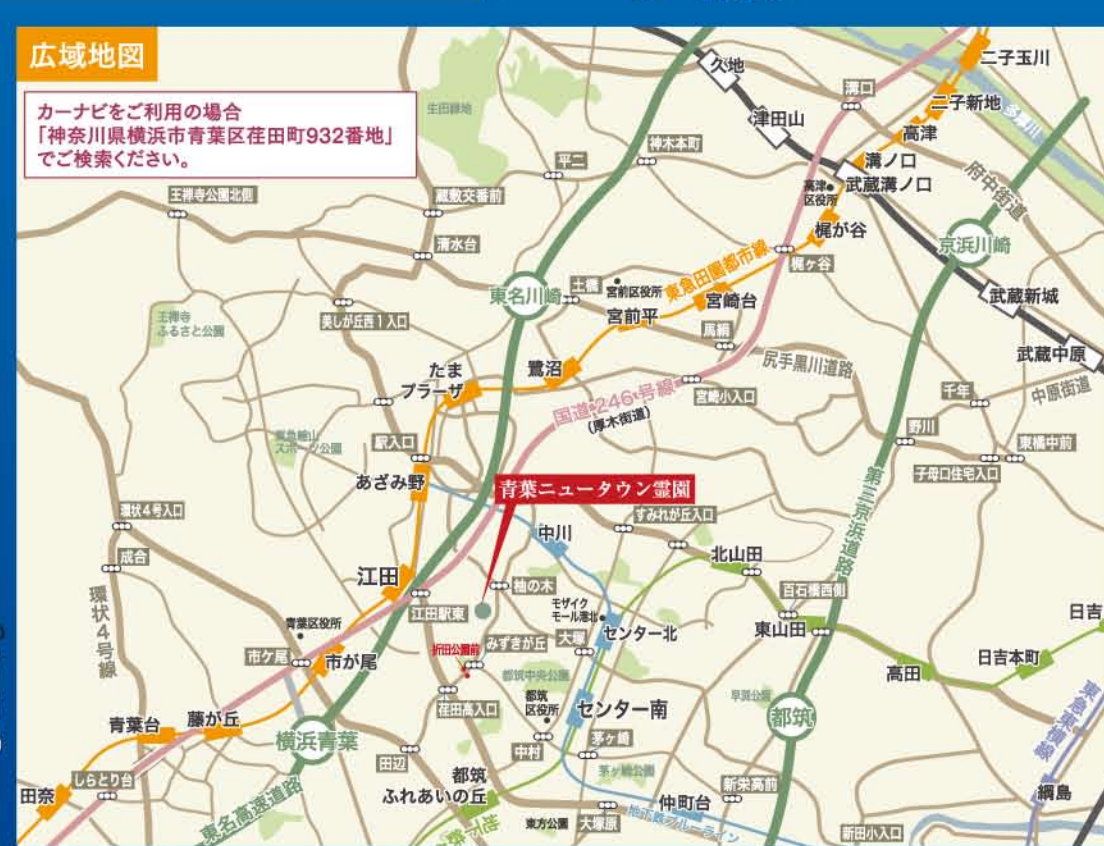 広域地図
カーナビをご利用の場合
「神奈川県横浜市青葉区荏田町932番地」
でご検索ください。
生田緑地
久地
津田山
溝口
二子玉川
二子新地
多摩川
高津
溝ノ口
武蔵溝ノ口
高津
区役所
府中街道
神木本町
平二
蔵敷交番前
王禅寺公園北側
清水台
梶が谷
梶ヶ谷
京浜川崎
東名川崎
土橋
宮前区役所
東急田園都市線
宮崎台
宮前平
馬絹
武蔵新城
武蔵中原
王禅寺
ふるさと公園
美しが丘西1入口
たま
プラーザ
鷺沼
尻手黒川道路
国道246号線
(厚木街道)
宮崎小入口
千年
中原街道
野川
東橘中前
子母口住宅入口
スポーツ公園
駅入口
あざみ野
青葉ニュータウン霊園
第三京浜道路
環状4号入口
成合
環状4号線
中川
すみれが丘入口
北山田
江田
江田駅東
柚の木
モザイク
モール港北
センター北
百石橋西側
東山田
日吉
青葉区役所
市ケ尾
市が尾
折田公園前
みずきが丘
大塚
都筑中央公園
都筑
区役所
荏田高入口
センター南
早渕公園
都筑
高田
日吉本町
東急東横線
青葉台
藤が丘
横浜青葉
田辺
中村
茅ヶ崎
茅ヶ崎公園
しらとり台
田奈
東名高速道路
都筑
ふれあいの丘
東方公園
大塚原
仲町台
地下鉄ブルーライン
新栄高前
新田小入口
綱島